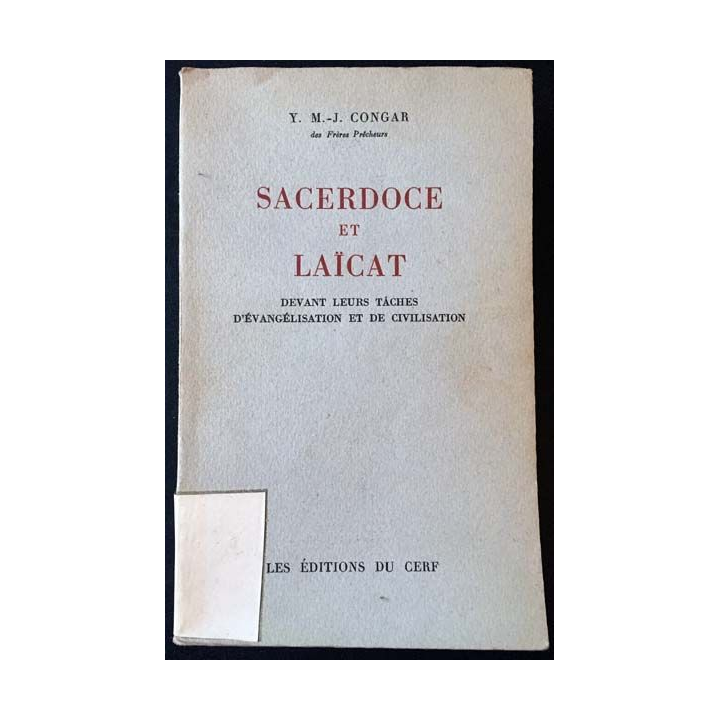 Y. M.-J. CONGAR
des Frères Prêcheurs
SACERDOCE
ET
LAÏCAT
DEVANT LEURS TÂCHES
D'ÉVANGÉLISATION ET DE CIVILISATION
LES ÉDITIONS DU CERF